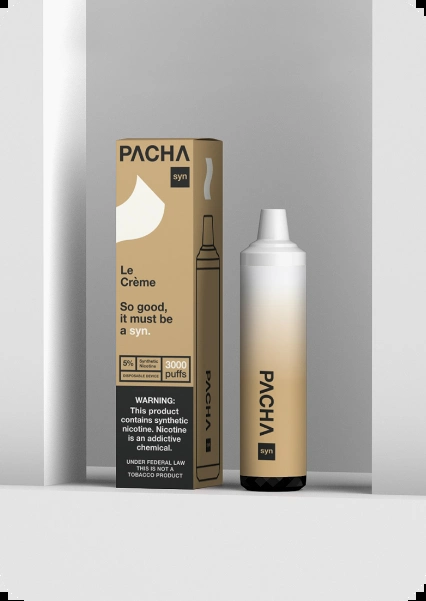 PACHA
syn
Le
Crème
So good,
it must be
a syn.
5%
Synthetic
Nicotine
DISPOSABLE DEVICE
3000
puffs
WARNING:
This product
contains synthetic
nicotine. Nicotine
is an addictive
chemical.
UNDER FEDERAL LAW
THIS IS NOT A
TOBACCO PRODUCT
PACHA
PACHA
syn